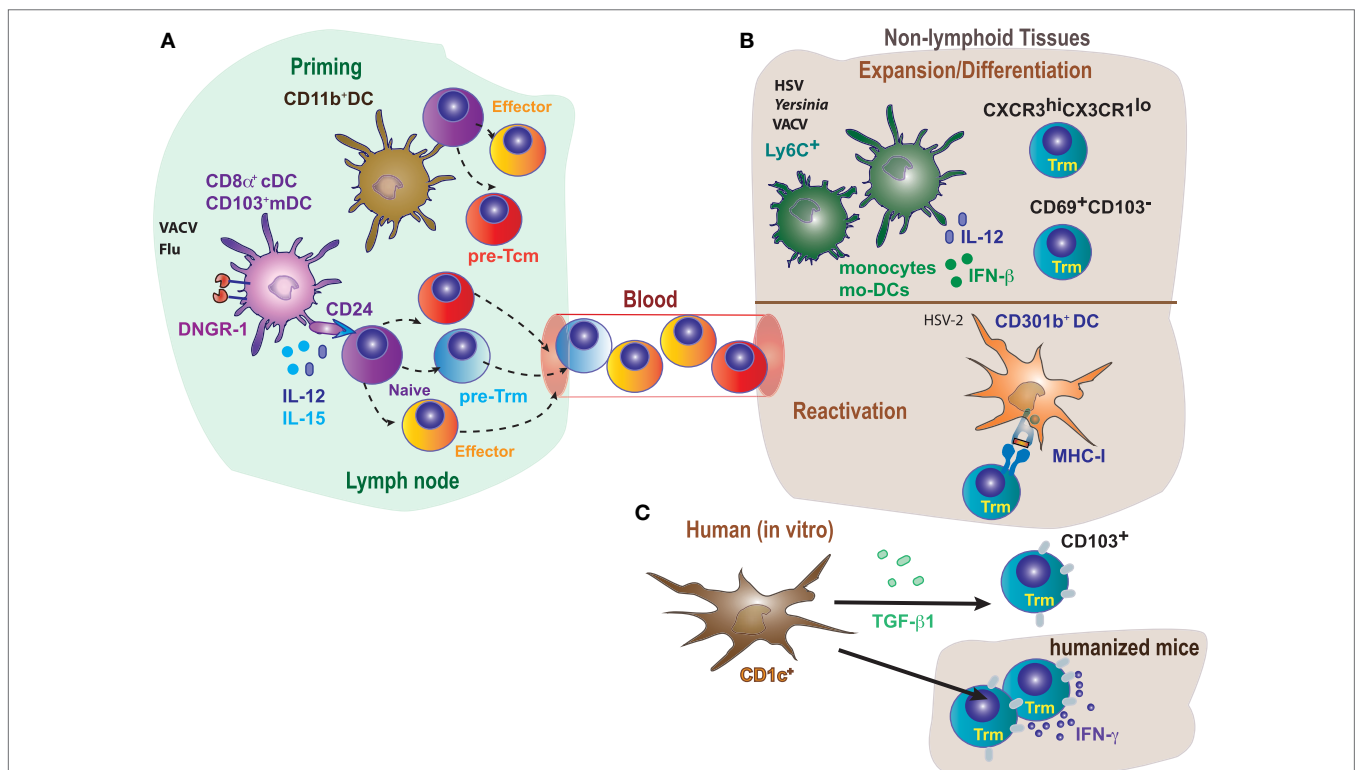 A
Priming
CD11b⁺DC
Effector
CD8α⁺ cDC
CD103⁺mDC
VACV
Flu
pre-Tcm
CD24
DNGR-1
Naive
pre-Trm
IL-12
IL-15
Effector
Lymph node
Blood
B
Non-lymphoid Tissues
Expansion/Differentiation
HSV
Yersinia
VACV
Ly6C⁺
CXCR3ʰⁱCX3CR1ˡᵒ
Trm
CD69⁺CD103⁻
Trm
IL-12
monocytes
mo-DCs
IFN-β
HSV-2
CD301b⁺ DC
Reactivation
MHC-I
Trm
C
Human (in vitro)
CD103⁺
Trm
TGF-β1
CD1c⁺
humanized mice
Trm
Trm
IFN-γ